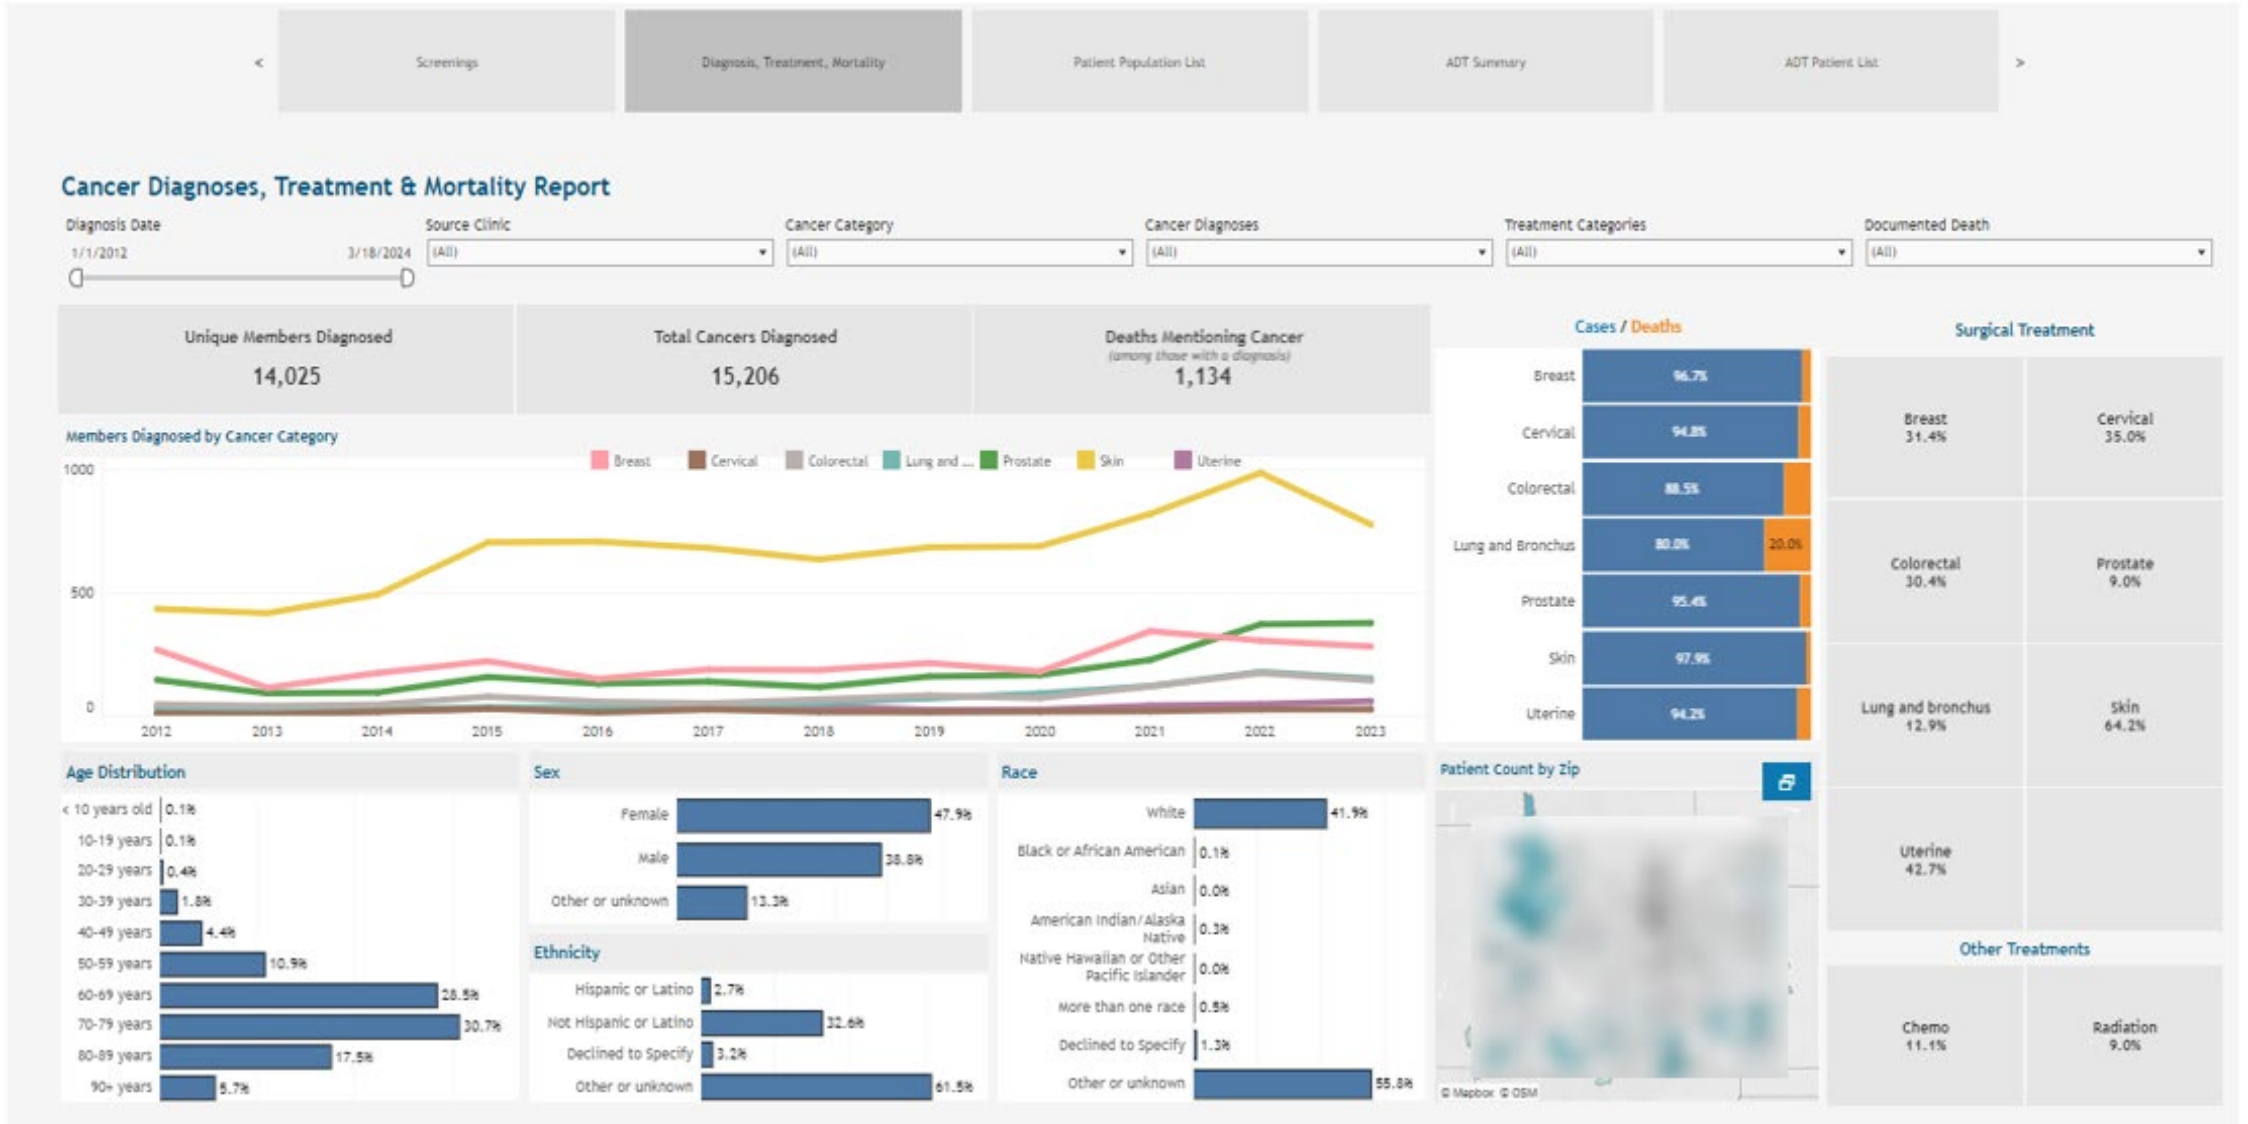 <
Screenings
Diagnosis, Treatment, Mortality
Patient Population List
ADT Summary
ADT Patient List
>
Cancer Diagnoses, Treatment & Mortality Report
Diagnosis Date
1/1/2012
3/18/2024
Source Clinic
(All)
Cancer Category
(All)
Cancer Diagnoses
(All)
Treatment Categories
(All)
Documented Death
(All)
Unique Members Diagnosed
14,025
Total Cancers Diagnosed
15,206
Deaths Mentioning Cancer
(among those with a diagnosis)
1,134
Members Diagnosed by Cancer Category
Breast
Cervical
Colorectal
Lung and ...
Prostate
Skin
Uterine
1000
500
0
2012
2013
2014
2015
2016
2017
2018
2019
2020
2021
2022
2023
Cases / Deaths
Breast
96.7%
Cervical
94.8%
Colorectal
88.5%
Lung and Bronchus
80.0%
20.0%
Prostate
95.4%
Skin
97.9%
Uterine
94.2%
Surgical Treatment
Breast
31.4%
Cervical
35.0%
Colorectal
30.4%
Prostate
9.0%
Lung and bronchus
12.9%
Skin
64.2%
Uterine
42.7%
Other Treatments
Chemo
11.1%
Radiation
9.0%
Age Distribution
< 10 years old
0.1%
10-19 years
0.1%
20-29 years
0.4%
30-39 years
1.8%
40-49 years
4.4%
50-59 years
10.9%
60-69 years
28.5%
70-79 years
30.7%
80-89 years
17.5%
90+ years
5.7%
Sex
Female
47.9%
Male
38.8%
Other or unknown
13.3%
Ethnicity
Hispanic or Latino
2.7%
Not Hispanic or Latino
32.6%
Declined to Specify
3.2%
Other or unknown
61.5%
Race
White
41.9%
Black or African American
0.1%
Asian
0.0%
American Indian/Alaska
Native
0.3%
Native Hawaiian or Other
Pacific Islander
0.0%
More than one race
0.5%
Declined to Specify
1.3%
Other or unknown
55.8%
Patient Count by Zip
© Mapbox © OSM